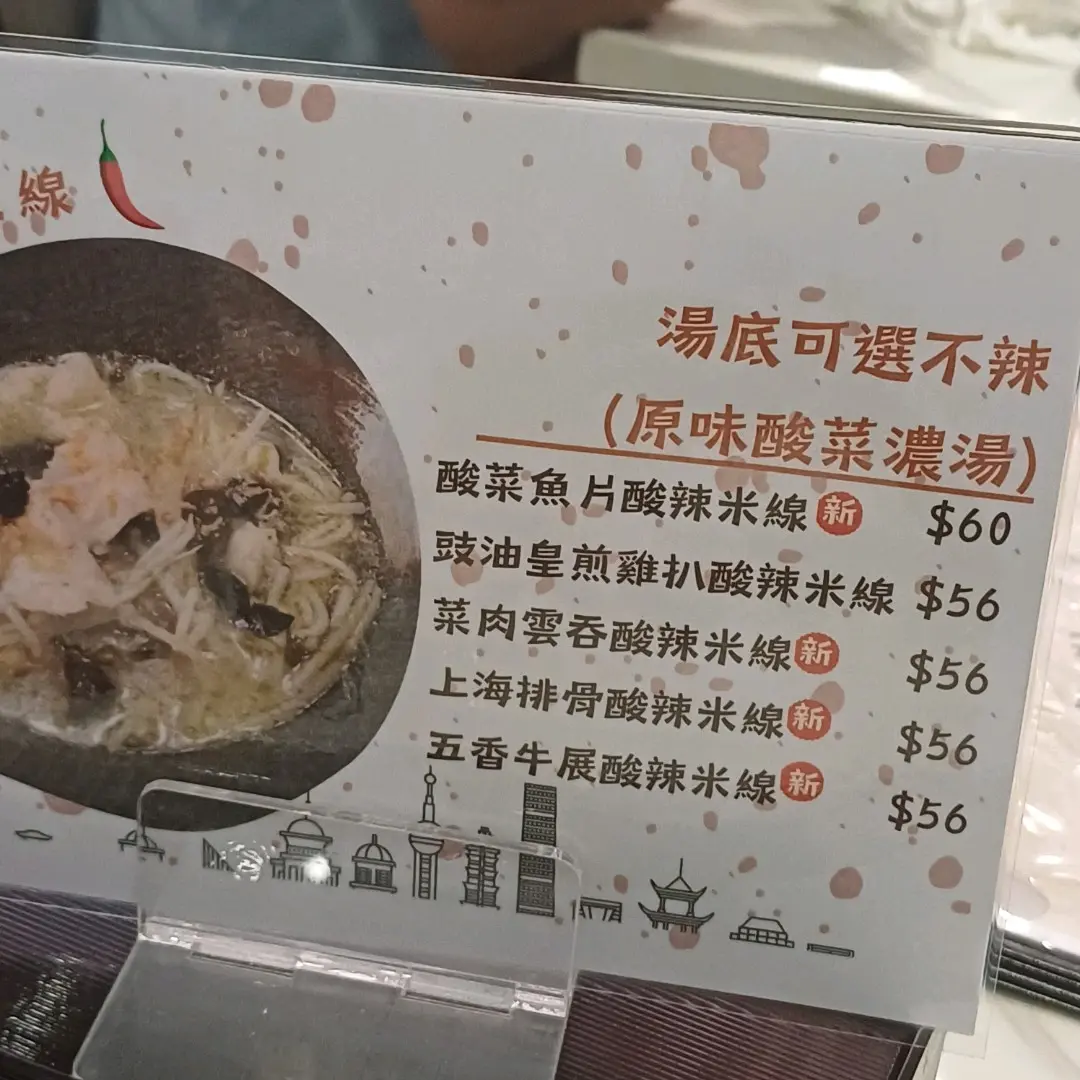 線
湯底可選不辣
(原味酸菜濃湯)
酸菜魚片酸辣米線 新 $60
豉油皇煎雞扒酸辣米線 $56
菜肉雲吞酸辣米線 新 $56
上海排骨酸辣米線 新 $56
五香牛展酸辣米線 新 $56